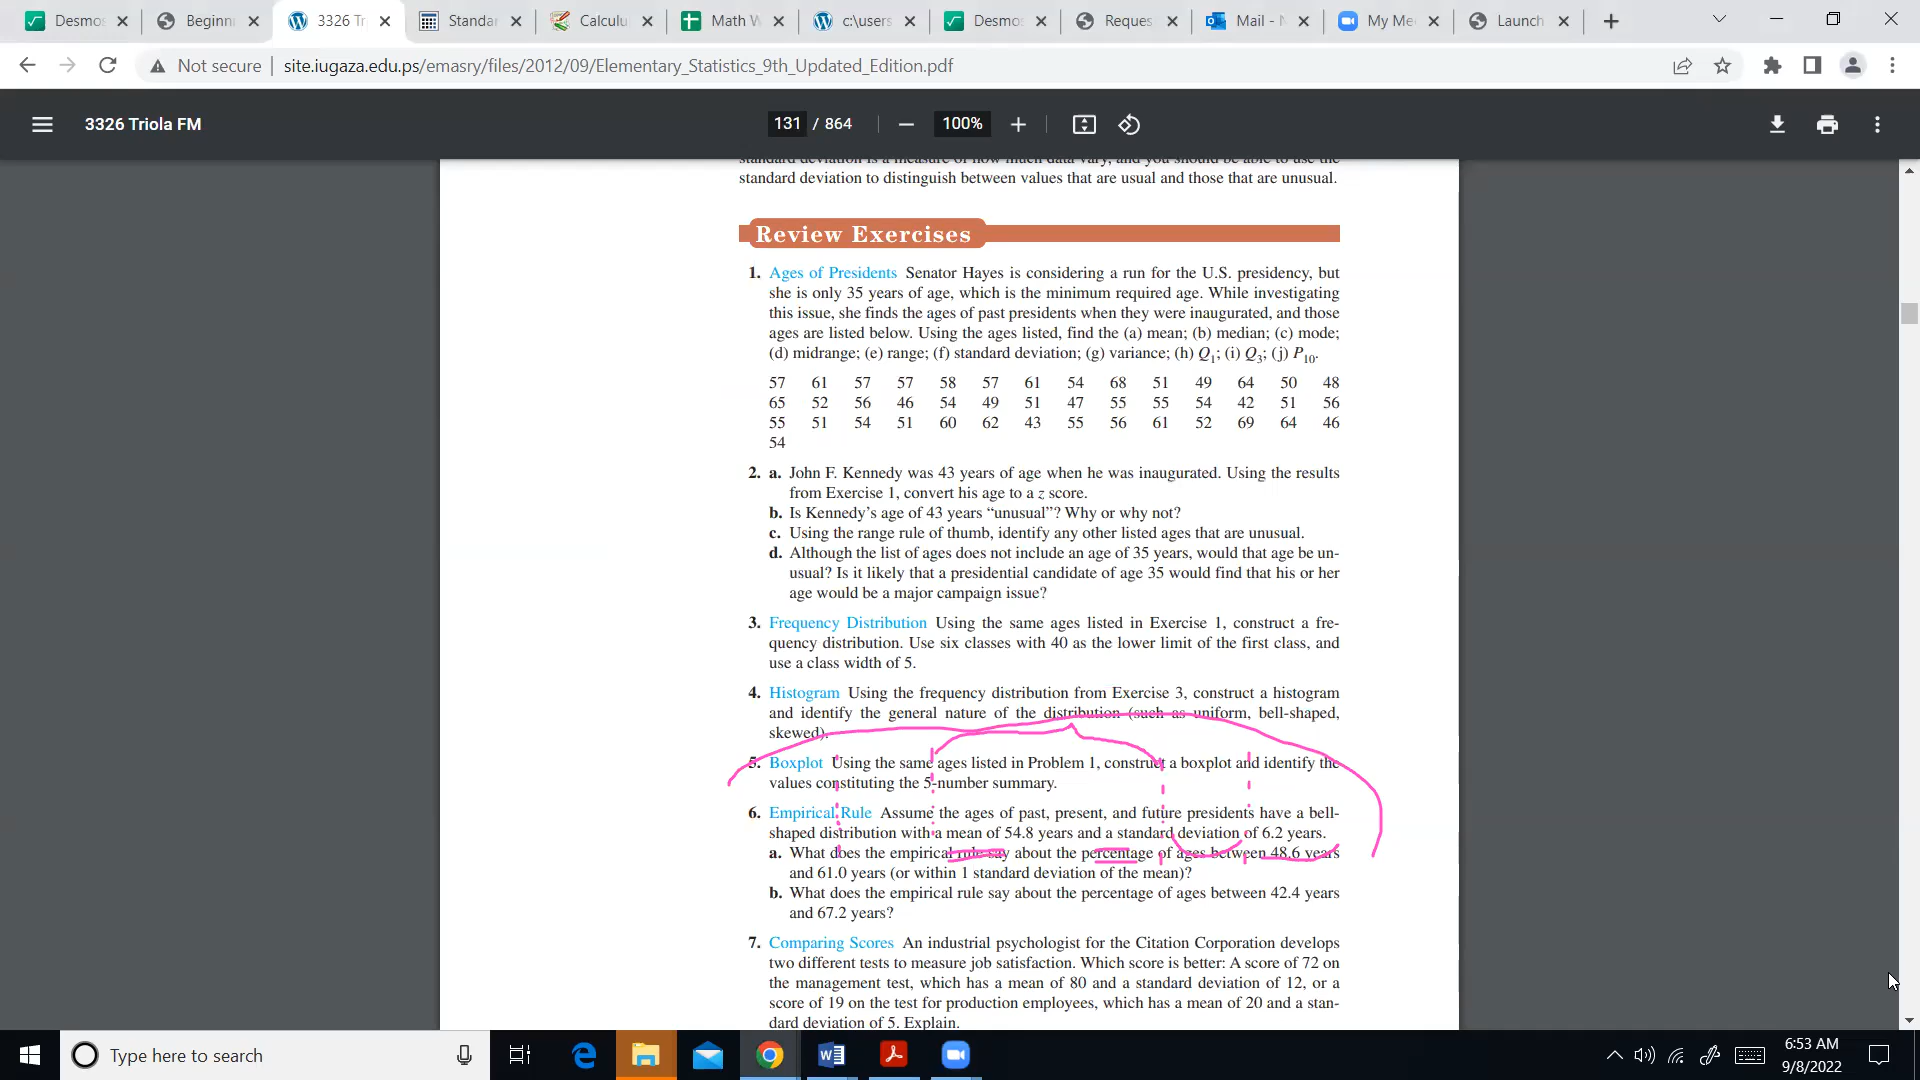 Desmos
Beginni
3326 Tr
Standar
Calculu
Math W
c:\users
Desmos
Reques
Mail - N
My Mee
Launch
Not secure | site.iugaza.edu.ps/emasry/files/2012/09/Elementary_Statistics_9th_Updated_Edition.pdf
3326 Triola FM
131 / 864
100%
standard deviation is a measure of how much data vary, and you should be able to use the
standard deviation to distinguish between values that are usual and those that are unusual.
Review Exercises
1. Ages of Presidents Senator Hayes is considering a run for the U.S. presidency, but
she is only 35 years of age, which is the minimum required age. While investigating
this issue, she finds the ages of past presidents when they were inaugurated, and those
ages are listed below. Using the ages listed, find the (a) mean; (b) median; (c) mode;
(d) midrange; (e) range; (f) standard deviation; (g) variance; (h) Q1; (i) Q3; (j) P10.
57 61 57 57 58 57 61 54 68 51 49 64 50 48
65 52 56 46 54 49 51 47 55 55 54 42 51 56
55 51 54 51 60 62 43 55 56 61 52 69 64 46
54
2. a. John F. Kennedy was 43 years of age when he was inaugurated. Using the results
from Exercise 1, convert his age to a z score.
b. Is Kennedy’s age of 43 years “unusual”? Why or why not?
c. Using the range rule of thumb, identify any other listed ages that are unusual.
d. Although the list of ages does not include an age of 35 years, would that age be un-
usual? Is it likely that a presidential candidate of age 35 would find that his or her
age would be a major campaign issue?
3. Frequency Distribution Using the same ages listed in Exercise 1, construct a fre-
quency distribution. Use six classes with 40 as the lower limit of the first class, and
use a class width of 5.
4. Histogram Using the frequency distribution from Exercise 3, construct a histogram
and identify the general nature of the distribution (such as uniform, bell-shaped,
skewed).
5. Boxplot Using the same ages listed in Problem 1, construct a boxplot and identify the
values constituting the 5-number summary.
6. Empirical Rule Assume the ages of past, present, and future presidents have a bell-
shaped distribution with a mean of 54.8 years and a standard deviation of 6.2 years.
a. What does the empirical rule say about the percentage of ages between 48.6 years
and 61.0 years (or within 1 standard deviation of the mean)?
b. What does the empirical rule say about the percentage of ages between 42.4 years
and 67.2 years?
7. Comparing Scores An industrial psychologist for the Citation Corporation develops
two different tests to measure job satisfaction. Which score is better: A score of 72 on
the management test, which has a mean of 80 and a standard deviation of 12, or a
score of 19 on the test for production employees, which has a mean of 20 and a stan-
dard deviation of 5. Explain.
Type here to search
6:53 AM
9/8/2022